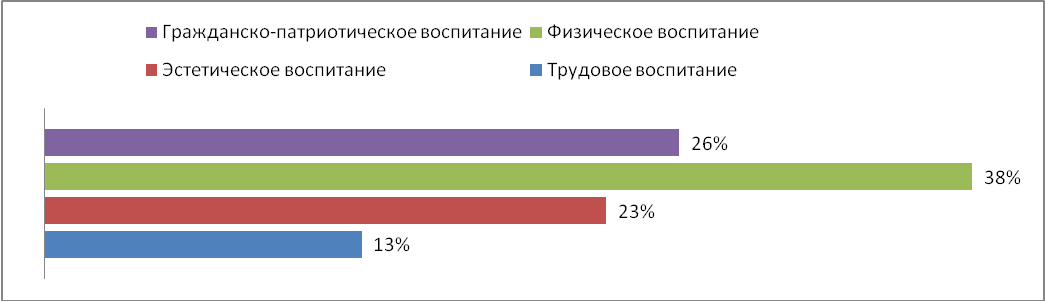 Гражданско-патриотическое воспитание Физическое воспитание
Эстетическое воспитание Трудовое воспитание
26%
38%
23%
13%